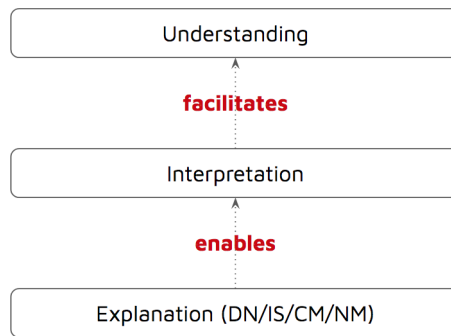 Understanding
facilitates
Interpretation
enables
Explanation (DN/IS/CM/NM)